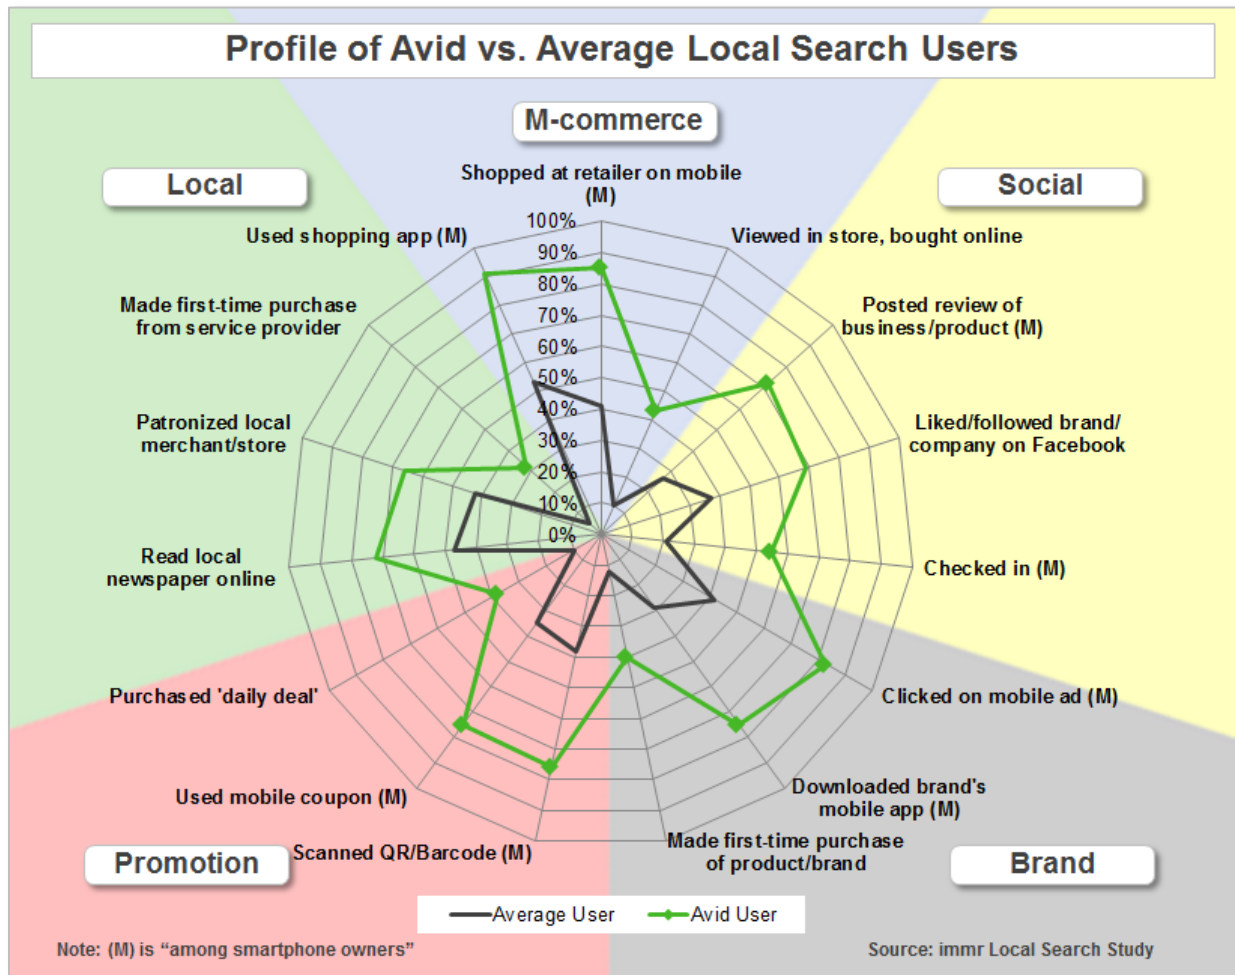 Profile of Avid vs. Average Local Search Users
M-commerce
Local
Social
Shopped at retailer on mobile
(M)
Used shopping app (M)
Viewed in store, bought online
Made first-time purchase
from service provider
Posted review of
business/product (M)
Patronized local
merchant/store
Liked/followed brand/
company on Facebook
Read local
newspaper online
Checked in (M)
Purchased 'daily deal'
Clicked on mobile ad (M)
Used mobile coupon (M)
Downloaded brand's
mobile app (M)
Scanned QR/Barcode (M)
Made first-time purchase
of product/brand
100%
90%
80%
70%
60%
50%
40%
30%
20%
10%
0%
Promotion
Brand
Average User
Avid User
Note: (M) is “among smartphone owners”
Source: immr Local Search Study